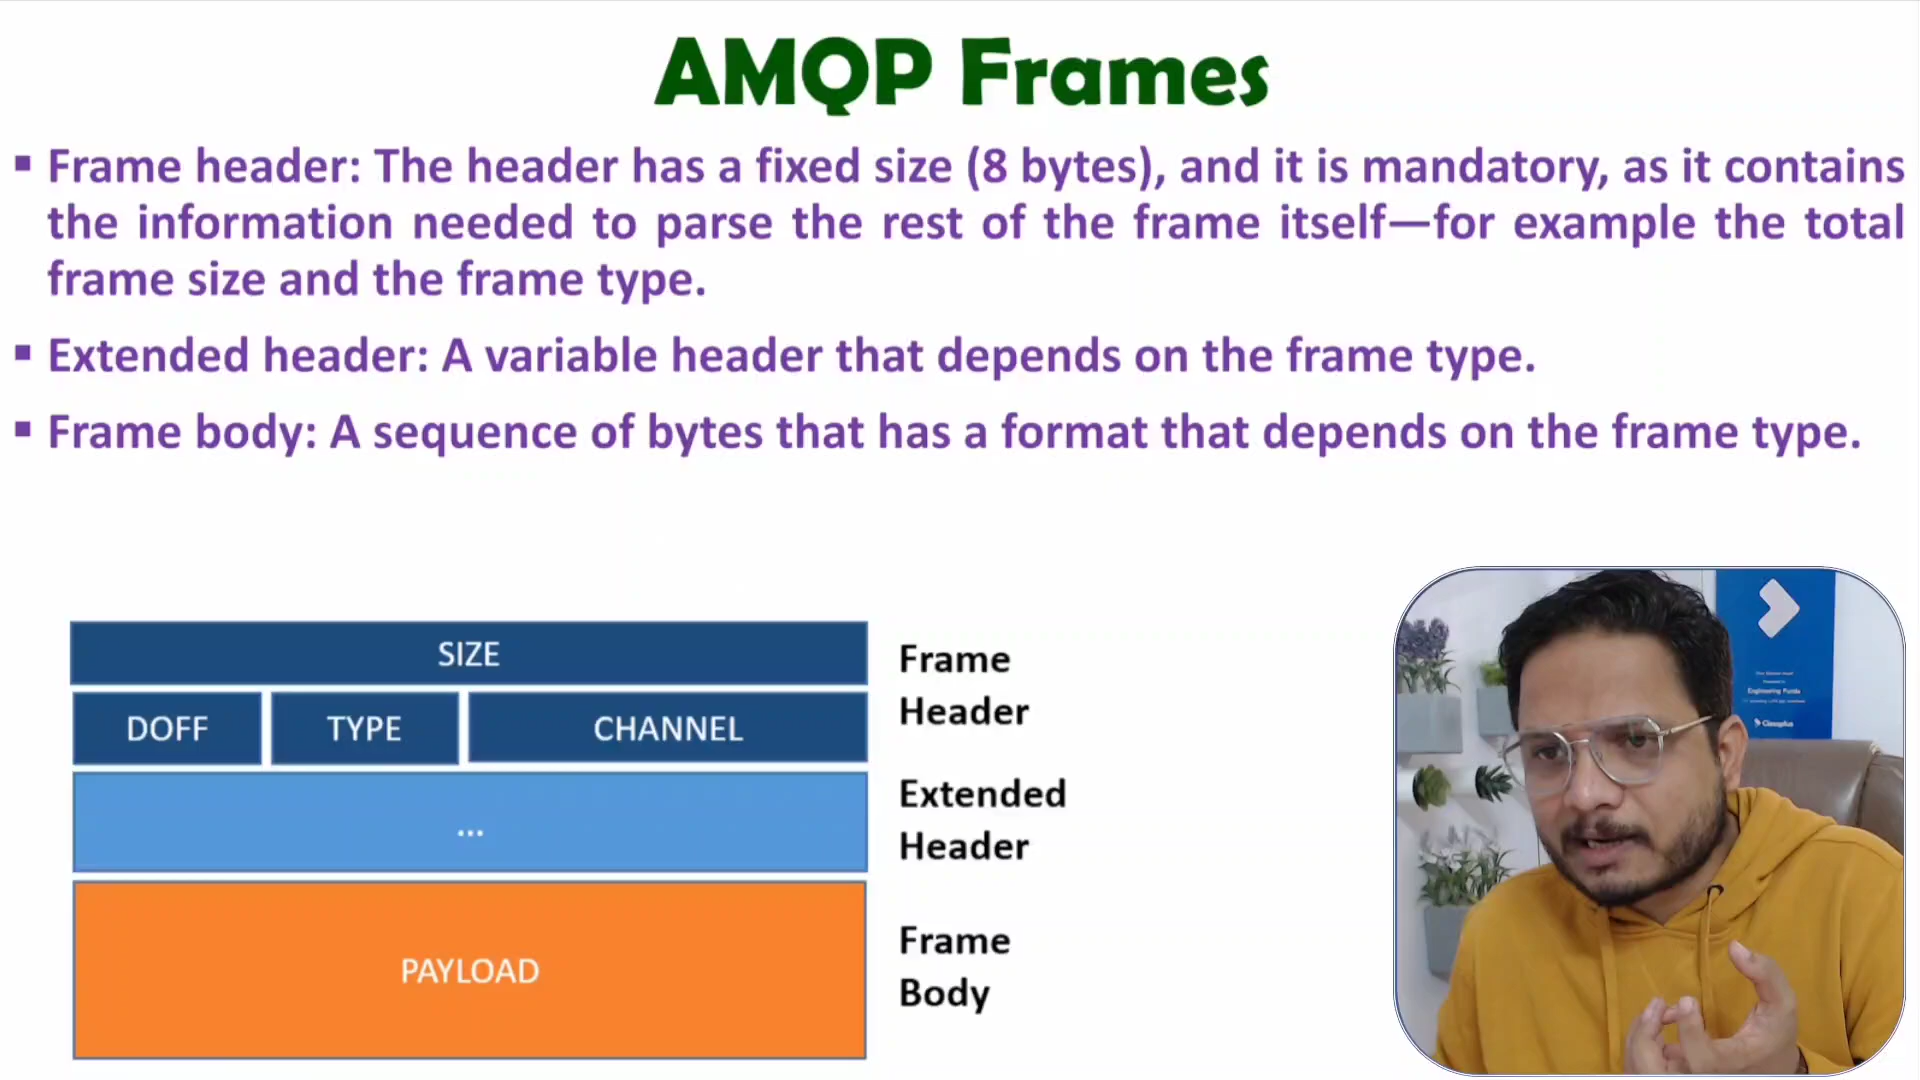 AMQP Frames
▪ Frame header: The header has a fixed size (8 bytes), and it is mandatory, as it contains
the information needed to parse the rest of the frame itself—for example the total
frame size and the frame type.
▪ Extended header: A variable header that depends on the frame type.
▪ Frame body: A sequence of bytes that has a format that depends on the frame type.
SIZE
Frame
Header
DOFF TYPE CHANNEL
...
Extended
Header
PAYLOAD
Frame
Body
Engineering Funda
Classplus